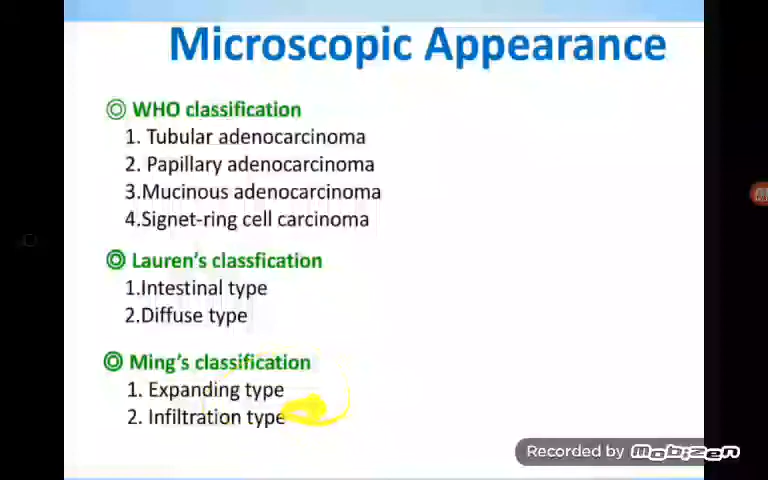 Microscopic Appearance
◎ WHO classification
1. Tubular adenocarcinoma
2. Papillary adenocarcinoma
3.Mucinous adenocarcinoma
4.Signet-ring cell carcinoma
◎ Lauren's classfication
1.Intestinal type
2.Diffuse type
◎ Ming's classification
1. Expanding type
2. Infiltration type
Recorded by Mobizen